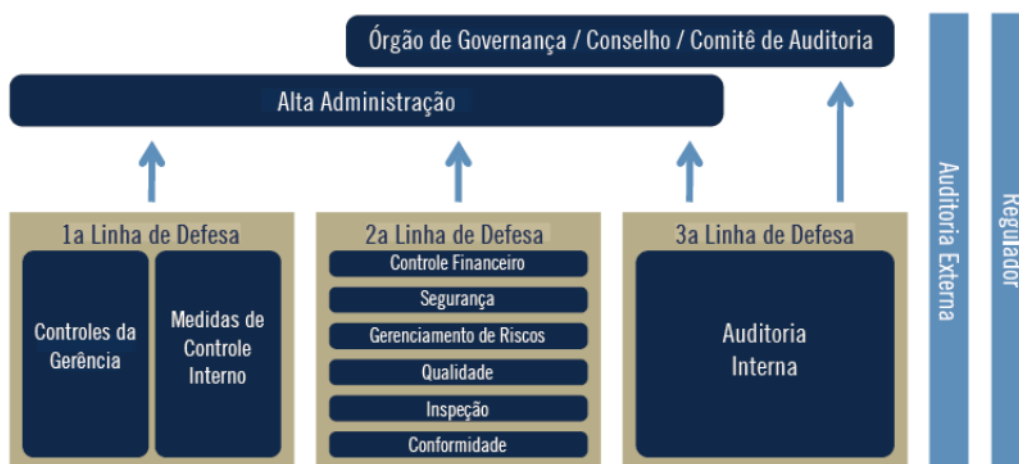 Órgão de Governança / Conselho / Comitê de Auditoria
Alta Administração
1a Linha de Defesa
Controles da
Gerência
Medidas de
Controle
Interno
2a Linha de Defesa
Controle Financeiro
Segurança
Gerenciamento de Riscos
Qualidade
Inspeção
Conformidade
3a Linha de Defesa
Auditoria
Interna
Auditoria Externa
Regulador